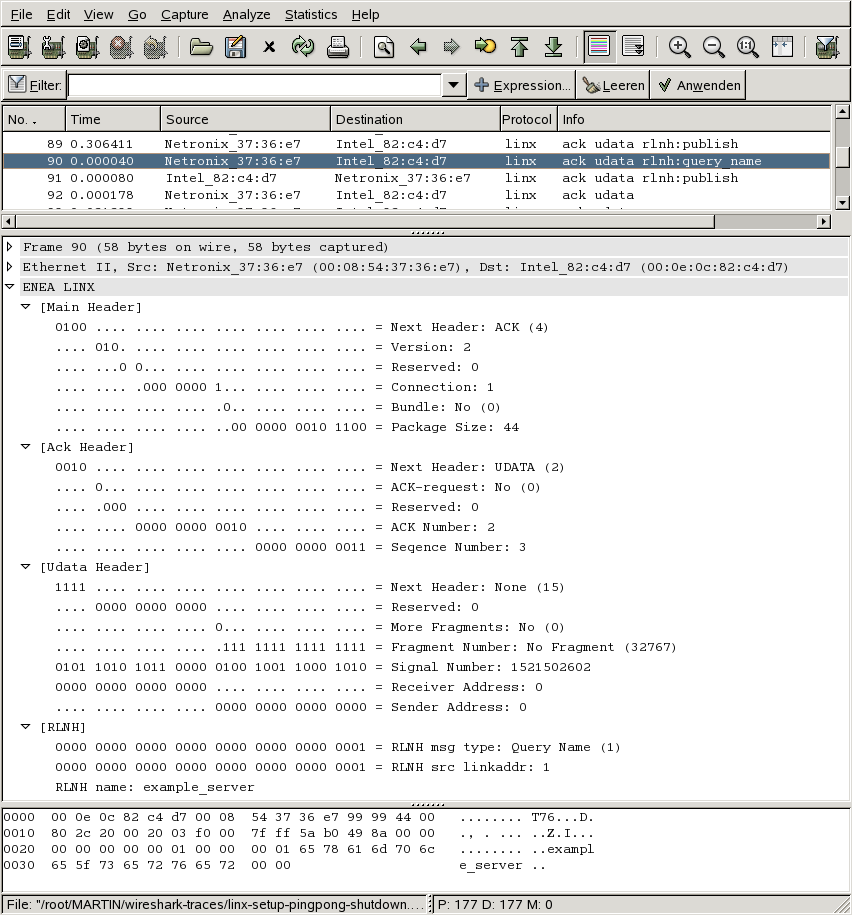 File Edit View Go Capture Analyze Statistics Help
Filter: Expression... Leeren Anwenden
No. . Time Source Destination Protocol Info
89 0.306411 Netronix_37:36:e7 Intel_82:c4:d7 linx ack udata rlnh:publish
90 0.000040 Netronix_37:36:e7 Intel_82:c4:d7 linx ack udata rlnh:query_name
91 0.000080 Intel_82:c4:d7 Netronix_37:36:e7 linx ack udata rlnh:publish
92 0.000178 Netronix_37:36:e7 Intel_82:c4:d7 linx ack udata
Frame 90 (58 bytes on wire, 58 bytes captured)
Ethernet II, Src: Netronix_37:36:e7 (00:08:54:37:36:e7), Dst: Intel_82:c4:d7 (00:0e:0c:82:c4:d7)
ENEA LINX
[Main Header]
0100 .... .... .... .... .... .... .... = Next Header: ACK (4)
.... 010. .... .... .... .... .... .... = Version: 2
.... ...0 0... .... .... .... .... .... = Reserved: 0
.... .... .000 0000 1... .... .... .... = Connection: 1
.... .... .... .... .0.. .... .... .... = Bundle: No (0)
.... .... .... .... ..00 0000 0010 1100 = Package Size: 44
[Ack Header]
0010 .... .... .... .... .... .... .... = Next Header: UDATA (2)
.... 0... .... .... .... .... .... .... = ACK-request: No (0)
.... .000 .... .... .... .... .... .... = Reserved: 0
.... .... 0000 0000 0010 .... .... .... = ACK Number: 2
.... .... .... .... .... 0000 0000 0011 = Seqence Number: 3
[Udata Header]
1111 .... .... .... .... .... .... .... = Next Header: None (15)
.... 0000 0000 0000 .... .... .... .... = Reserved: 0
.... .... .... .... 0... .... .... .... = More Fragments: No (0)
.... .... .... .... .111 1111 1111 1111 = Fragment Number: No Fragment (32767)
0101 1010 1011 0000 0100 1001 1000 1010 = Signal Number: 1521502602
0000 0000 0000 0000 .... .... .... .... = Receiver Address: 0
.... .... .... .... 0000 0000 0000 0000 = Sender Address: 0
[RLNH]
0000 0000 0000 0000 0000 0000 0000 0001 = RLNH msg type: Query Name (1)
0000 0000 0000 0000 0000 0000 0000 0001 = RLNH src linkaddr: 1
RLNH name: example_server
0000 00 0e 0c 82 c4 d7 00 08 54 37 36 e7 99 99 44 00 ........ T76...D.
0010 80 2c 20 00 20 03 f0 00 7f ff 5a b0 49 8a 00 00 ., . ... ..Z.I...
0020 00 00 00 00 00 01 00 00 00 01 65 78 61 6d 70 6c ........ ..exampl
0030 65 5f 73 65 72 76 65 72 00 00 e_server ..
File: "/root/MARTIN/wireshark-traces/linx-setup-pingpong-shutdown.... P: 177 D: 177 M: 0